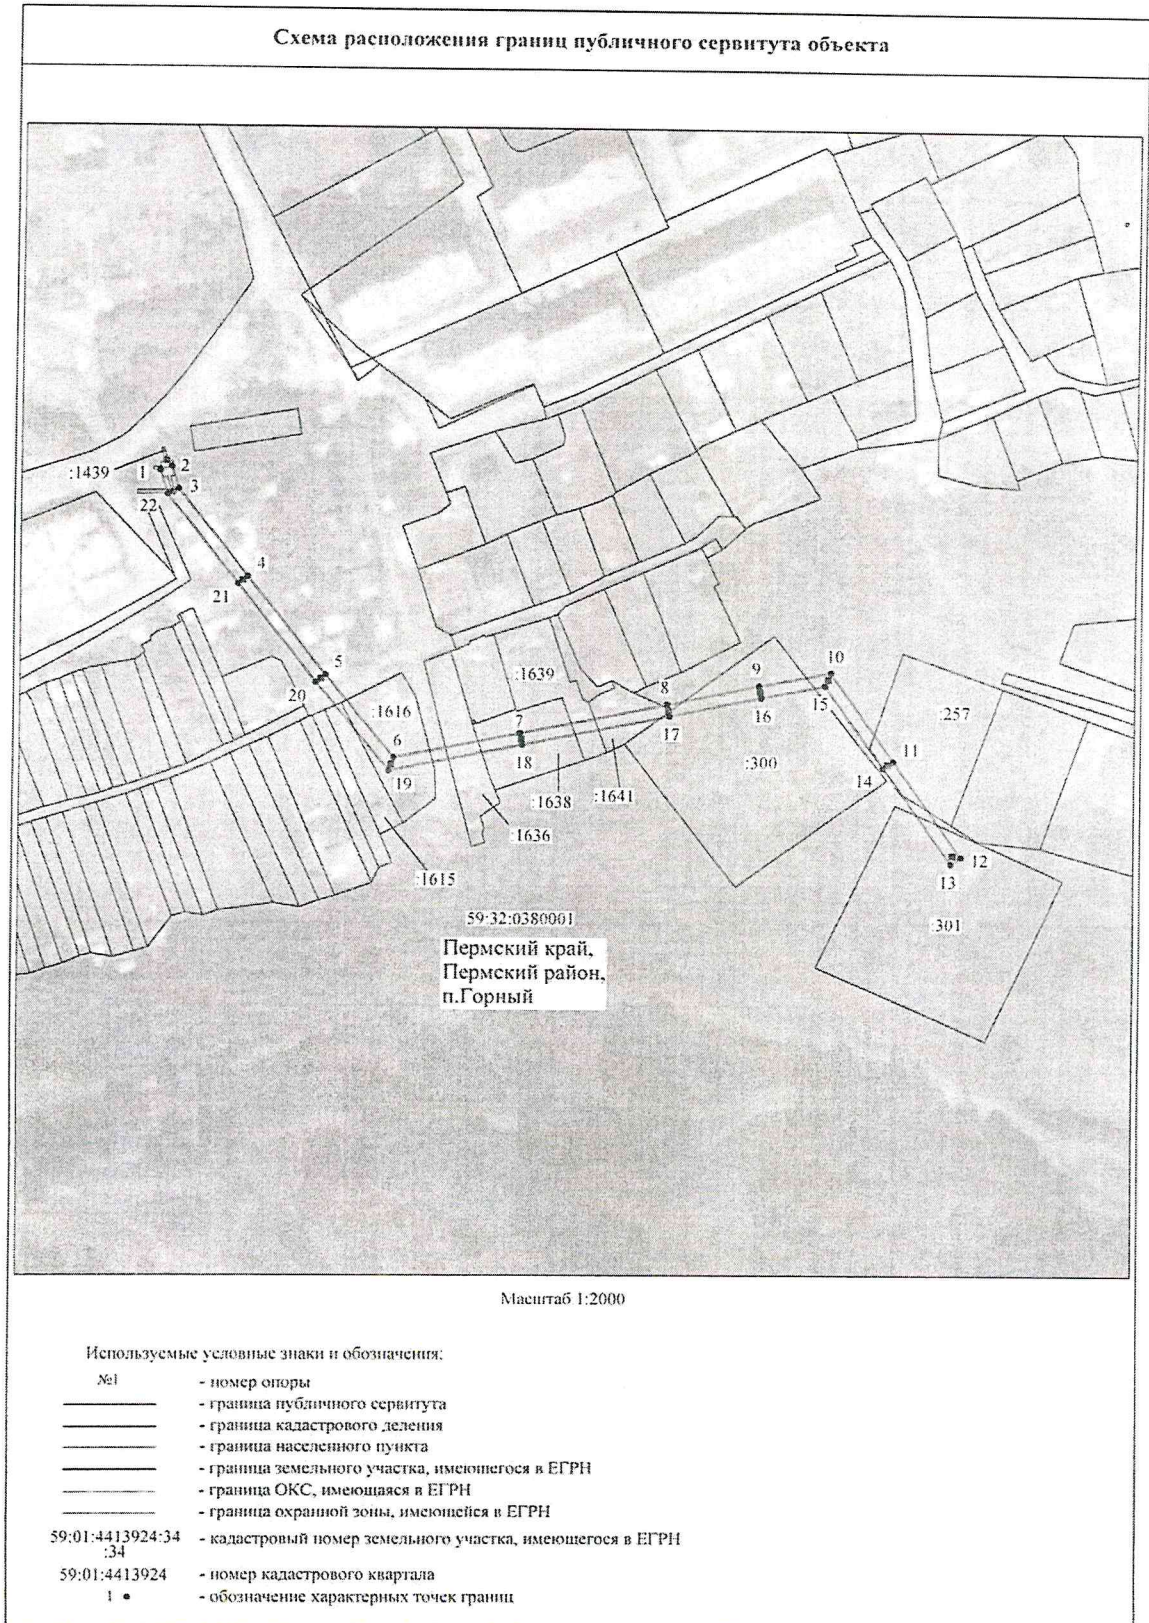 Схема расположения границ публичного сервитута объекта
:1439
1
2
3
22
4
21
5
20
:1616
6
19
7
18
:1639
8
17
9
16
10
15
:257
11
14
:300
:1638
:1641
:1636
:1615
12
13
:301
59:32:0380001
Пермский край,
Пермский район,
п.Горный
Масштаб 1:2000
Используемые условные знаки и обозначения:
№1 - номер опоры
- граница публичного сервитута
- граница кадастрового деления
- граница населенного пункта
- граница земельного участка, имеющегося в ЕГРН
- граница ОКС, имеющаяся в ЕГРН
- граница охранной зоны, имеющейся в ЕГРН
59:01:4413924:34 - кадастровый номер земельного участка, имеющегося в ЕГРН
:34
59:01:4413924 - номер кадастрового квартала
1 • - обозначение характерных точек границ